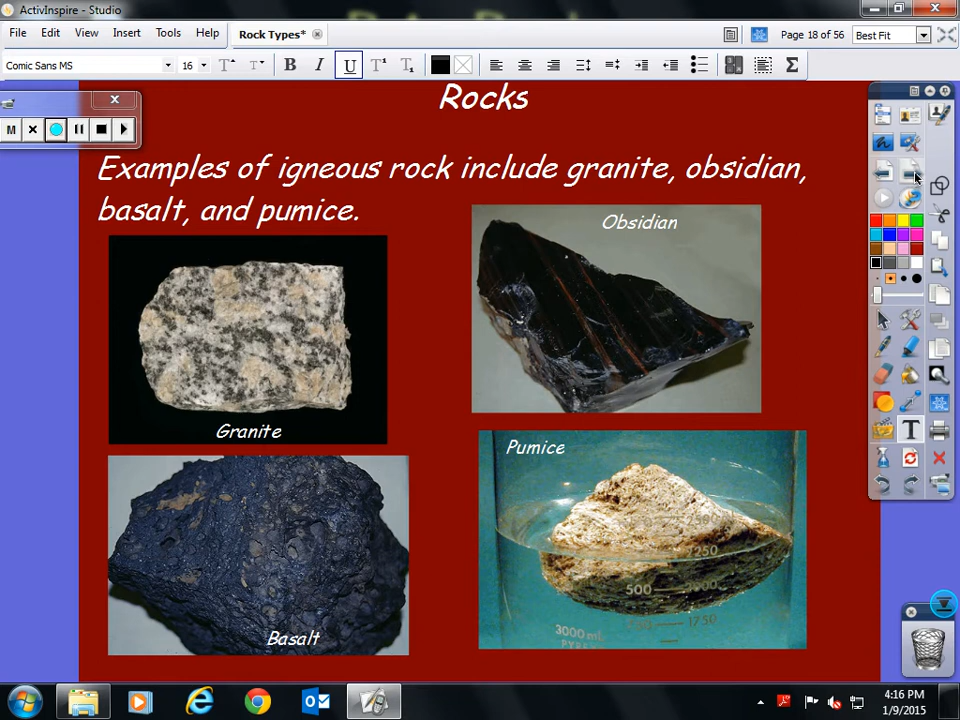 ActivInspire - Studio
File Edit View Insert Tools Help Rock Types* Page 18 of 56 Best Fit
Comic Sans MS 16 B I U T T Σ
M
Rocks
Examples of igneous rock include granite, obsidian,
basalt, and pumice.
Obsidian
Granite
Pumice
Basalt
1250
500
1750
3000 mL
T
4:16 PM
1/9/2015